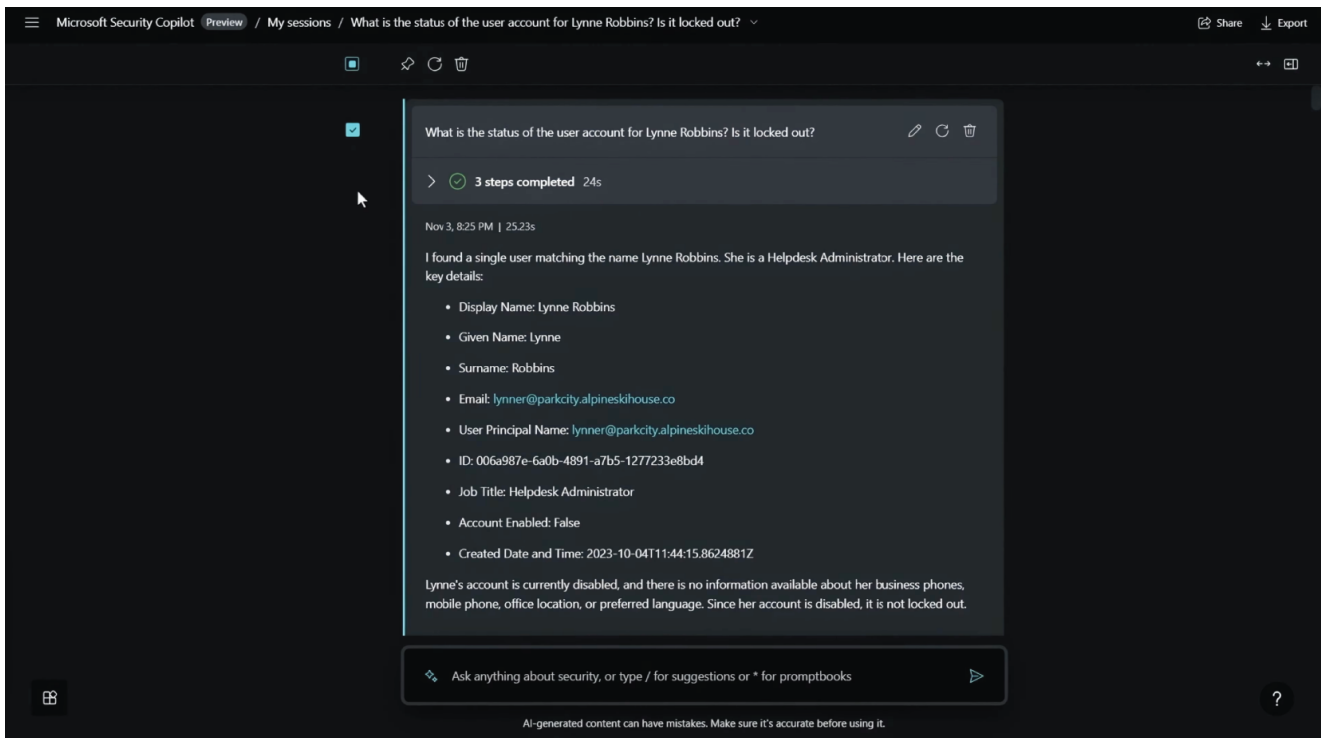 Microsoft Security Copilot Preview / My sessions / What is the status of the user account for Lynne Robbins? Is it locked out?
Share Export
What is the status of the user account for Lynne Robbins? Is it locked out?
3 steps completed 24s
Nov 3, 8:25 PM | 25.23s
I found a single user matching the name Lynne Robbins. She is a Helpdesk Administrator. Here are the
key details:
• Display Name: Lynne Robbins
• Given Name: Lynne
• Surname: Robbins
• Email: lynner@parkcity.alpineskihouse.co
• User Principal Name: lynner@parkcity.alpineskihouse.co
• ID: 006a987e-6a0b-4891-a7b5-1277233e8bd4
• Job Title: Helpdesk Administrator
• Account Enabled: False
• Created Date and Time: 2023-10-04T11:44:15.8624881Z
Lynne's account is currently disabled, and there is no information available about her business phones,
mobile phone, office location, or preferred language. Since her account is disabled, it is not locked out.
Ask anything about security, or type / for suggestions or * for promptbooks
?
AI-generated content can have mistakes. Make sure it's accurate before using it.